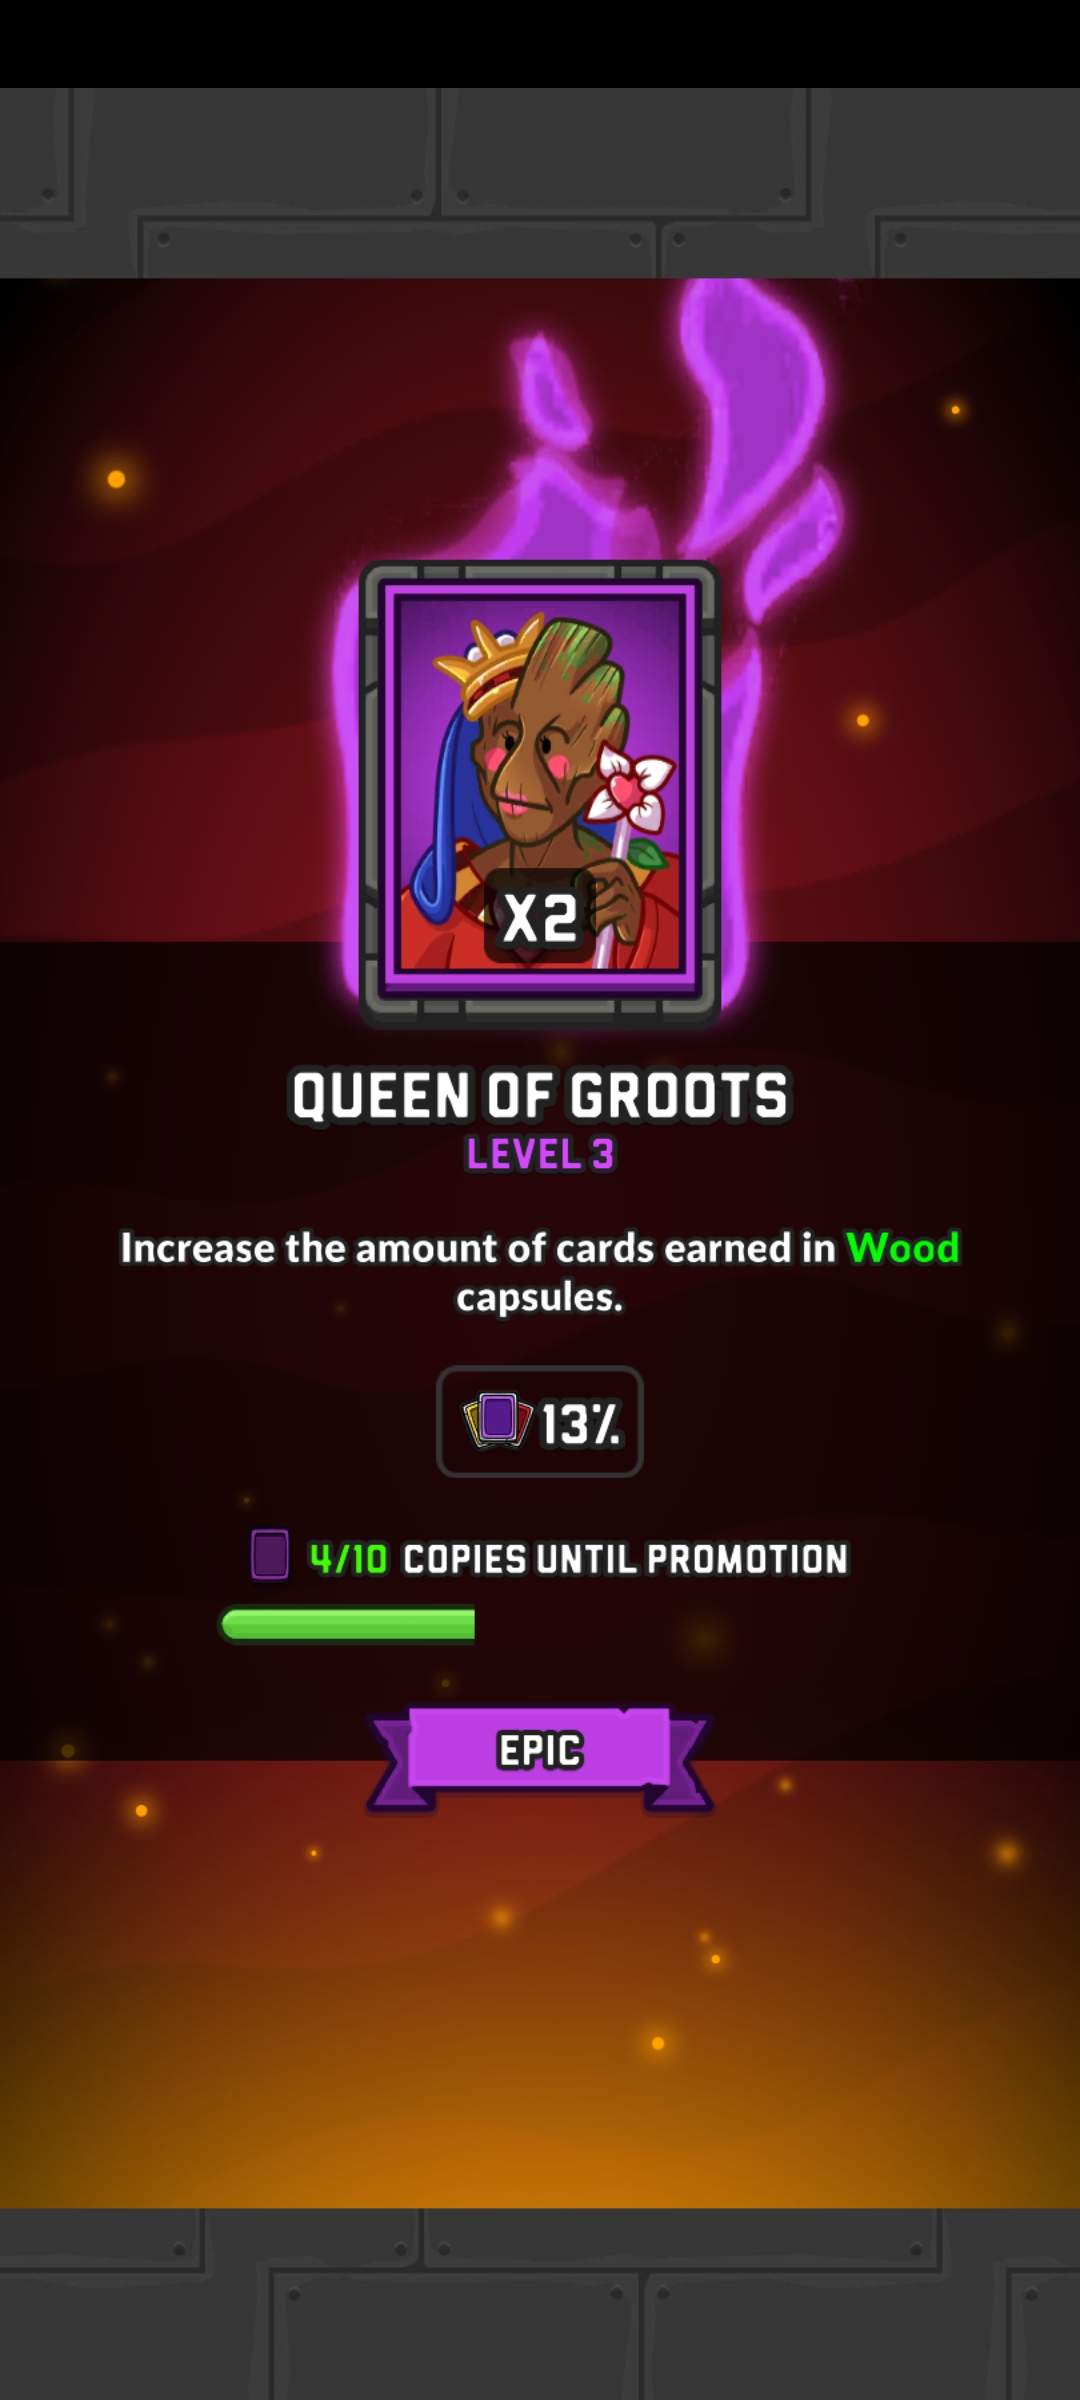 X2
QUEEN OF GROOTS
LEVEL 3
Increase the amount of cards earned in Wood
capsules.
13%
4/10 COPIES UNTIL PROMOTION
EPIC